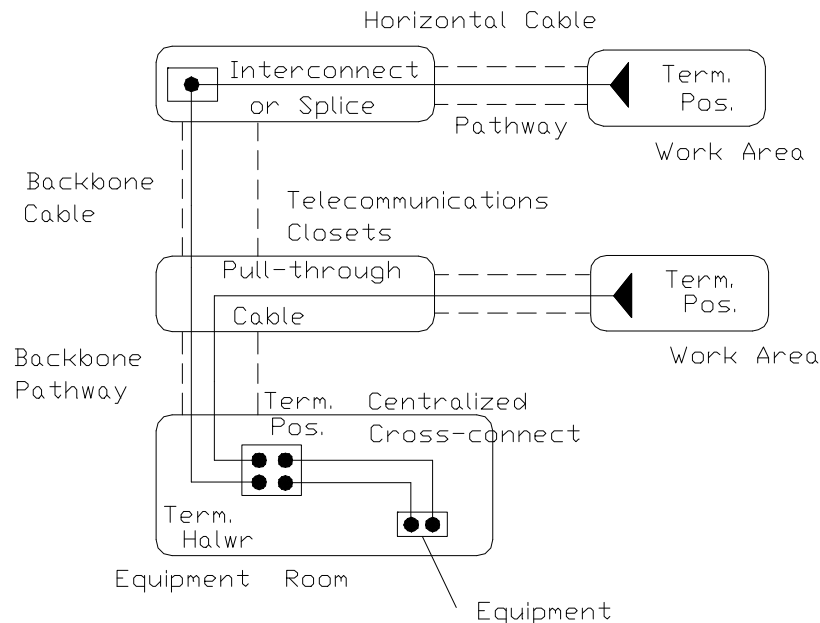 Horizontal Cable
Interconnect
or Splice
Term.
Pos.
Pathway
Work Area
Backbone
Cable
Telecommunications
Closets
Pull-through
Cable
Term.
Pos.
Work Area
Backbone
Pathway
Term.
Pos.
Centralized
Cross-connect
Term.
Halwr
Equipment Room
Equipment